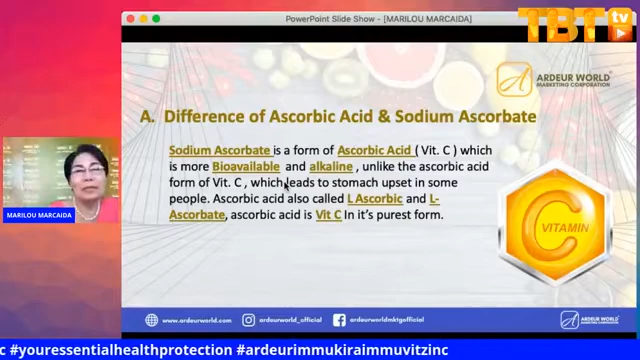 PowerPoint Slide Show - [MARILOU MARCAIDA]
TBT tv
A
ARDEUR WORLD
MARKETING CORPORATION
A. Difference of Ascorbic Acid & Sodium Ascorbate
Sodium Ascorbate is a form of Ascorbic Acid ( Vit. C ) which
is more Bioavailable and alkaline , unlike the ascorbic acid
form of Vit. C , which leads to stomach upset in some
people. Ascorbic acid also called L Ascorbic and L-
Ascorbate, ascorbic acid is Vit C In it's purest form.
MARILOU MARCAIDA
C VITAMIN
www.ardeurworld.com
ardeurworld_official
ardeurworldmktgofficial
ARDEUR WORLD
MARKETING CORPORATION
c #youressentialhealthprotection #ardeurimmukiraimmuvitzinc